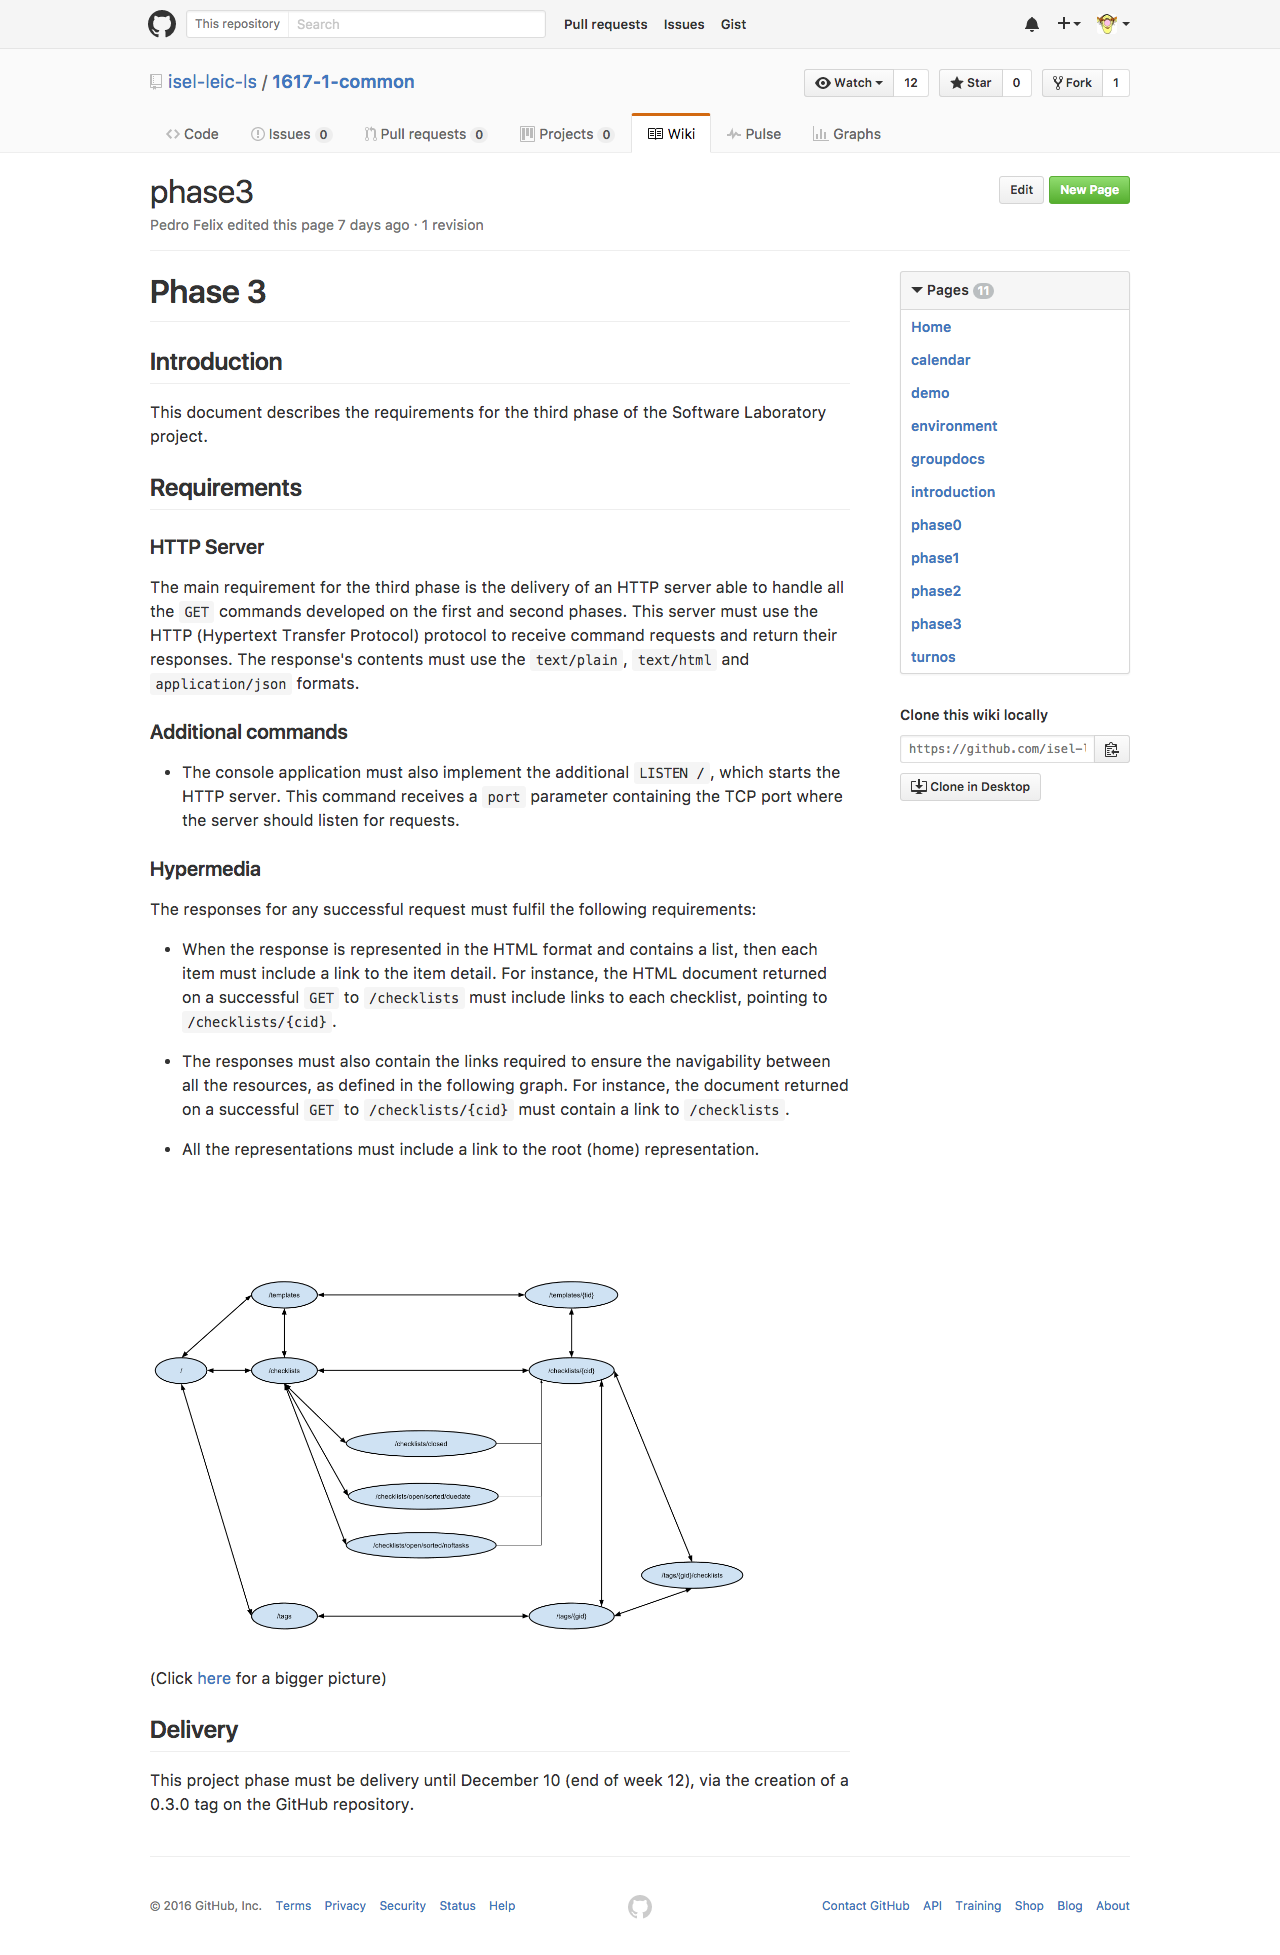 This repository Search Pull requests Issues Gist
isel-leic-ls / 1617-1-common Watch 12 Star 0 Fork 1
Code Issues 0 Pull requests 0 Projects 0 Wiki Pulse Graphs
phase3 Edit New Page
Pedro Felix edited this page 7 days ago · 1 revision
Phase 3
Introduction
This document describes the requirements for the third phase of the Software Laboratory
project.
Requirements
HTTP Server
The main requirement for the third phase is the delivery of an HTTP server able to handle all
the GET commands developed on the first and second phases. This server must use the
HTTP (Hypertext Transfer Protocol) protocol to receive command requests and return their
responses. The response's contents must use the text/plain, text/html and
application/json formats.
Additional commands
• The console application must also implement the additional LISTEN /, which starts the
HTTP server. This command receives a port parameter containing the TCP port where
the server should listen for requests.
Hypermedia
The responses for any successful request must fulfil the following requirements:
• When the response is represented in the HTML format and contains a list, then each
item must include a link to the item detail. For instance, the HTML document returned
on a successful GET to /checklists must include links to each checklist, pointing to
/checklists/{cid}.
• The responses must also contain the links required to ensure the navigability between
all the resources, as defined in the following graph. For instance, the document returned
on a successful GET to /checklists/{cid} must contain a link to /checklists.
• All the representations must include a link to the root (home) representation.
Pages 11
Home
calendar
demo
environment
groupdocs
introduction
phase0
phase1
phase2
phase3
turnos
Clone this wiki locally
https://github.com/isel-l
Clone in Desktop
/templates /templates/{tid}
/ /checklists /checklists/{cid}
/checklists/closed
/checklists/open/sorted/duedate
/checklists/open/sorted/noftasks
/tags/{gid}/checklists
/tags /tags/{gid}
(Click here for a bigger picture)
Delivery
This project phase must be delivery until December 10 (end of week 12), via the creation of a
0.3.0 tag on the GitHub repository.
© 2016 GitHub, Inc. Terms Privacy Security Status Help Contact GitHub API Training Shop Blog About